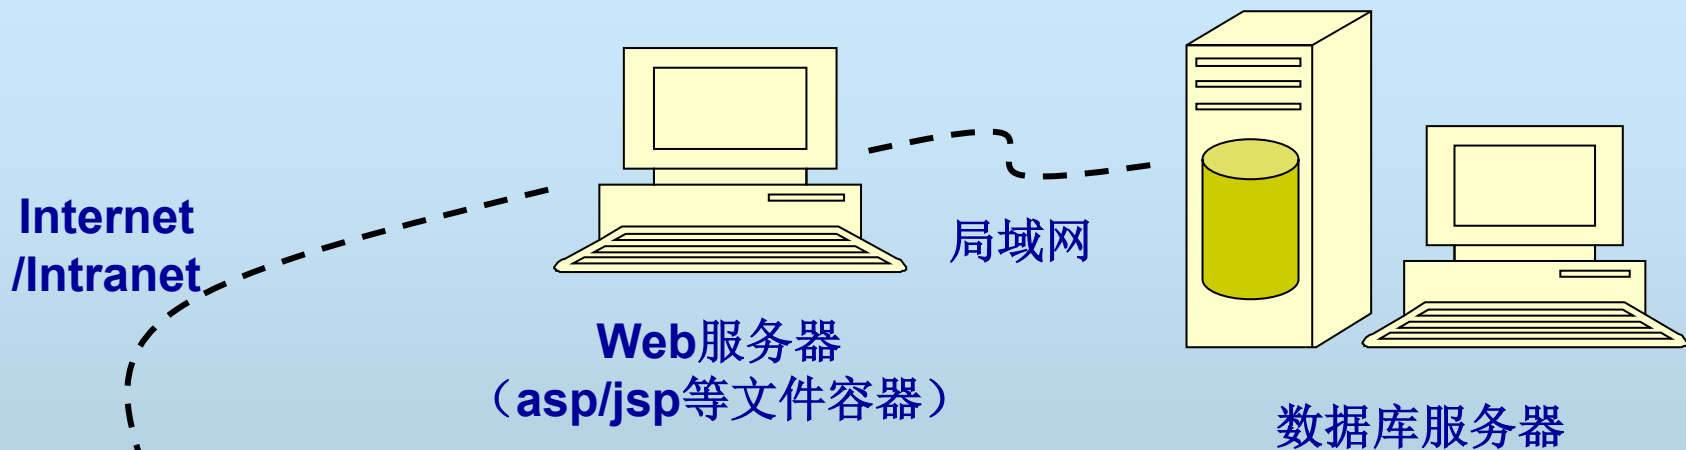 Internet
/Intranet
局域网
Web服务器
（asp/jsp等文件容器）
数据库服务器